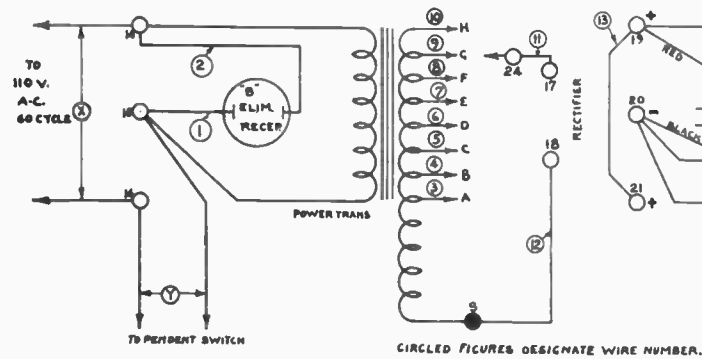 TO
110 V.
A-C.
60 CYCLE
X
2
1
"B"
ELIM.
RECEP.
POWER TRANS
Y
TO PENDENT SWITCH
10 H
9 G
8 F
7 E
6 D
5 C
4 B
3 A
11
24
17
18
12
9
RECTIFIER
13
+
19
RED
20 -
BLACK
21 +
CIRCLED FIGURES DESIGNATE WIRE NUMBER.